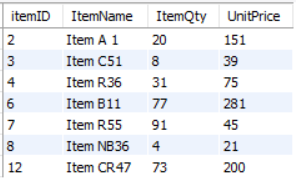 itemID ItemName ItemQty UnitPrice
2 Item A 1 20 151
3 Item C51 8 39
4 Item R36 31 75
6 Item B11 77 281
7 Item R55 91 45
8 Item NB36 4 21
12 Item CR47 73 200